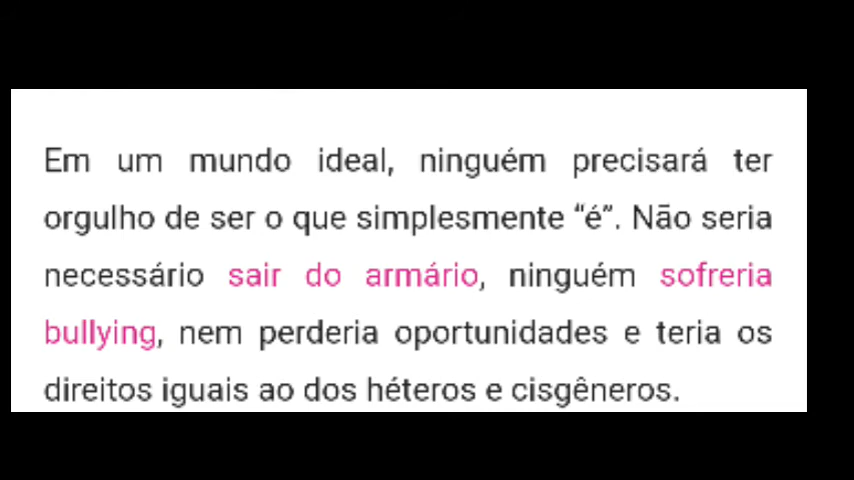 Em um mundo ideal, ninguém precisará ter
orgulho de ser o que simplesmente “é”. Não seria
necessário sair do armário, ninguém sofreria
bullying, nem perderia oportunidades e teria os
direitos iguais ao dos héteros e cisgêneros.